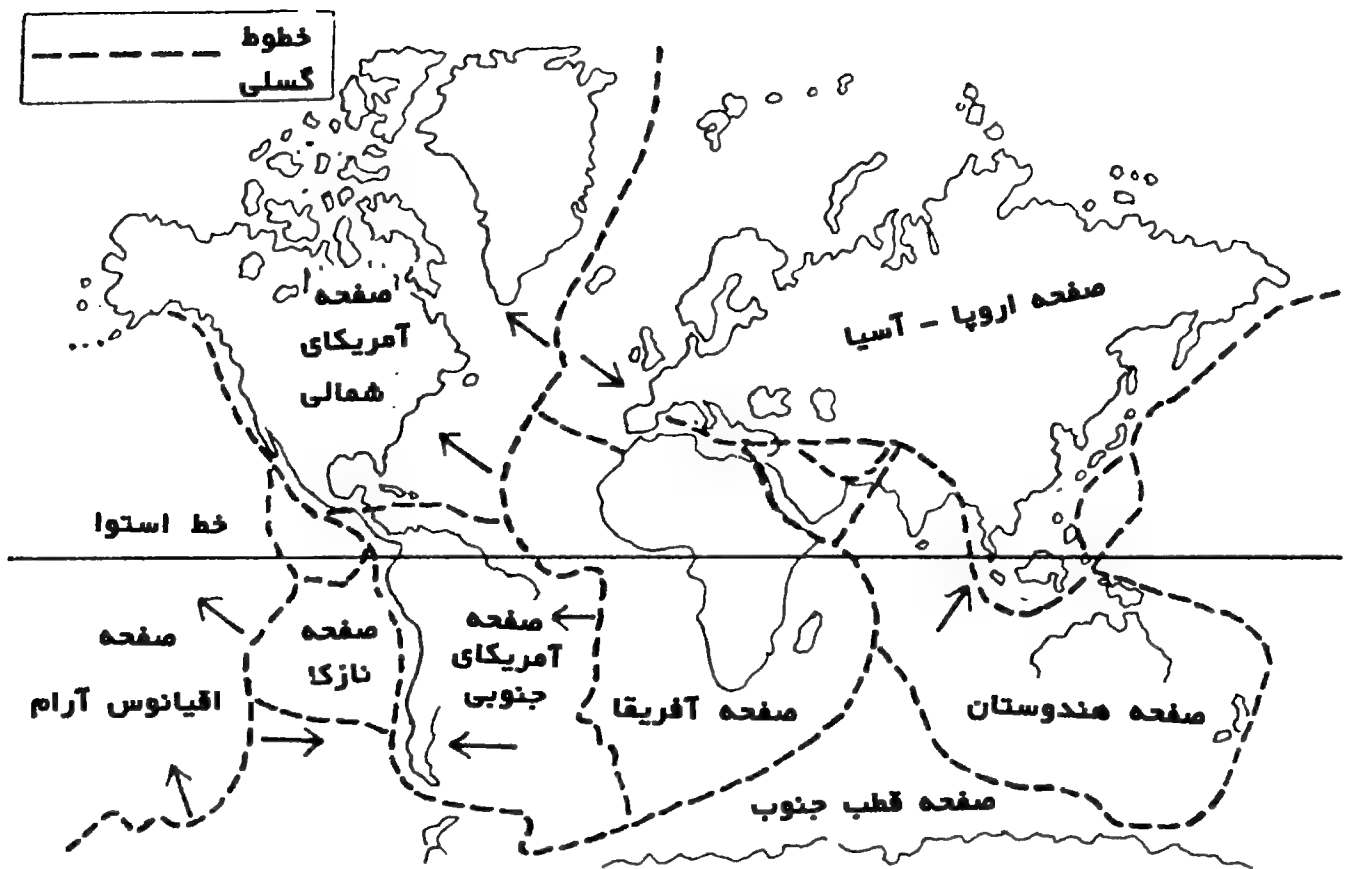 خطوط
گسلی
صفحه
آمریکای
شمالی
صفحه اروپا - آسیا
خط استوا
صفحه
اقیانوس آرام
صفحه
نازکا
صفحه
آمریکای
جنوبی
صفحه آفریقا
صفحه هندوستان
صفحه قطب جنوب